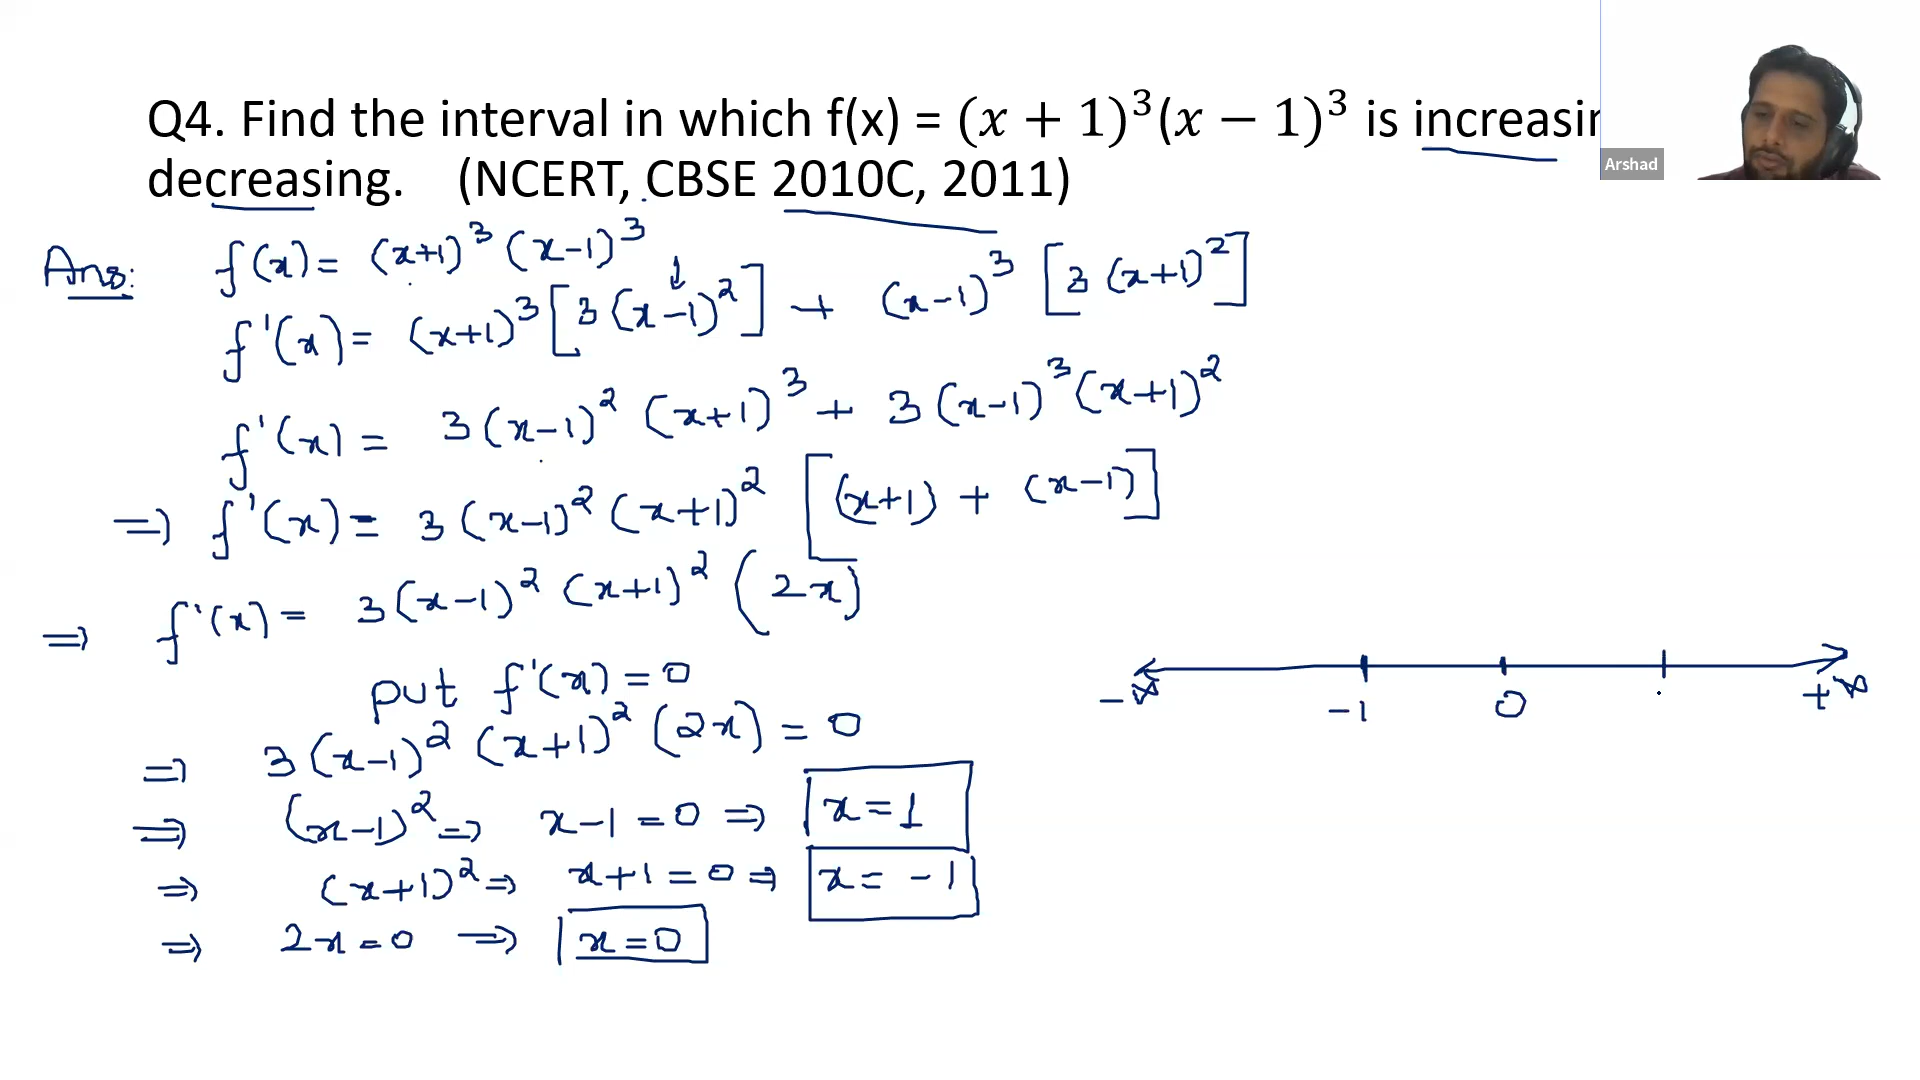 Q4. Find the interval in which f(x) = (x + 1)³(x − 1)³ is increasin
decreasing. (NCERT, CBSE 2010C, 2011)
Arshad
Ans: f(x) = (x+1)³ (x−1)³
f'(x) = (x+1)³ [3 (x−1)²] + (x−1)³ [3 (x+1)²]
f'(x) = 3(x−1)² (x+1)³ + 3(x−1)³ (x+1)²
⇒ f'(x) = 3(x−1)² (x+1)² [(x+1) + (x−1)]
⇒ f'(x) = 3(x−1)² (x+1)² (2x)
put f'(x) = 0
⇒ 3(x−1)² (x+1)² (2x) = 0
⇒ (x−1)² ⇒ x−1 = 0 ⇒ x = 1
⇒ (x+1)² ⇒ x+1 = 0 ⇒ x = −1
⇒ 2x = 0 ⇒ x = 0
−∞ −1 0 +∞